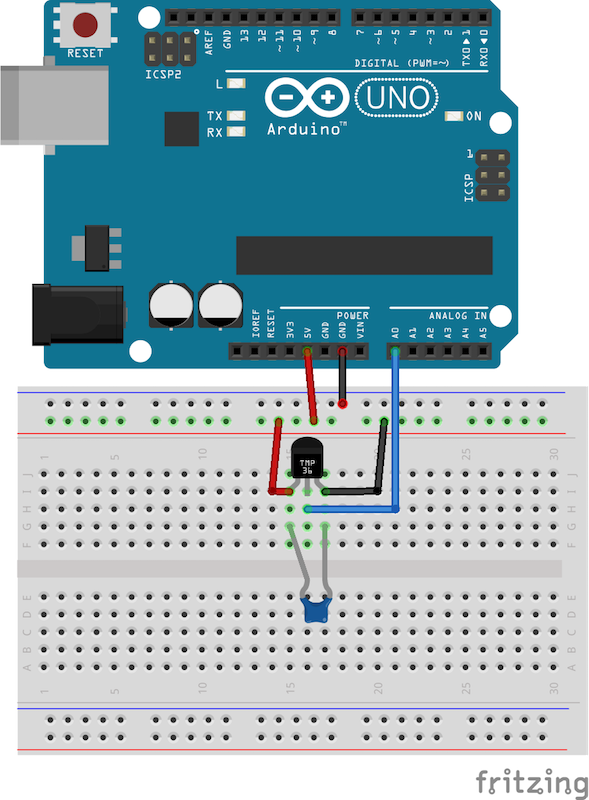 RESET
ICSP2
AREF
GND
13
12
~11
~10
~9
8
7
~6
~5
4
~3
2
TX0▶1
RX0◀0
DIGITAL (PWM=~)
L
TX
RX
Arduino™
UNO
ON
1
ICSP
POWER
ANALOG IN
IOREF
RESET
3V3
5V
GND
GND
VIN
A0
A1
A2
A3
A4
A5
1 5 10 15 20 25 30
TMP
36
J
I
H
G
F
J
I
H
G
F
E
D
C
B
A
E
D
C
B
A
1 5 10 15 20 25 30
fritzing